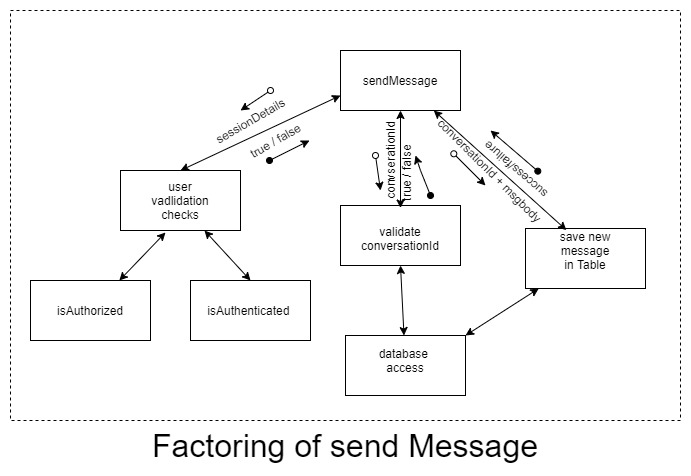 sendMessage
sessionDetails
true / false
convserationId
true / false
conversationId + msgbody
success/failure
user
vadlidation
checks
validate
conversationId
save new
message
in Table
isAuthorized
isAuthenticated
database
access
Factoring of send Message